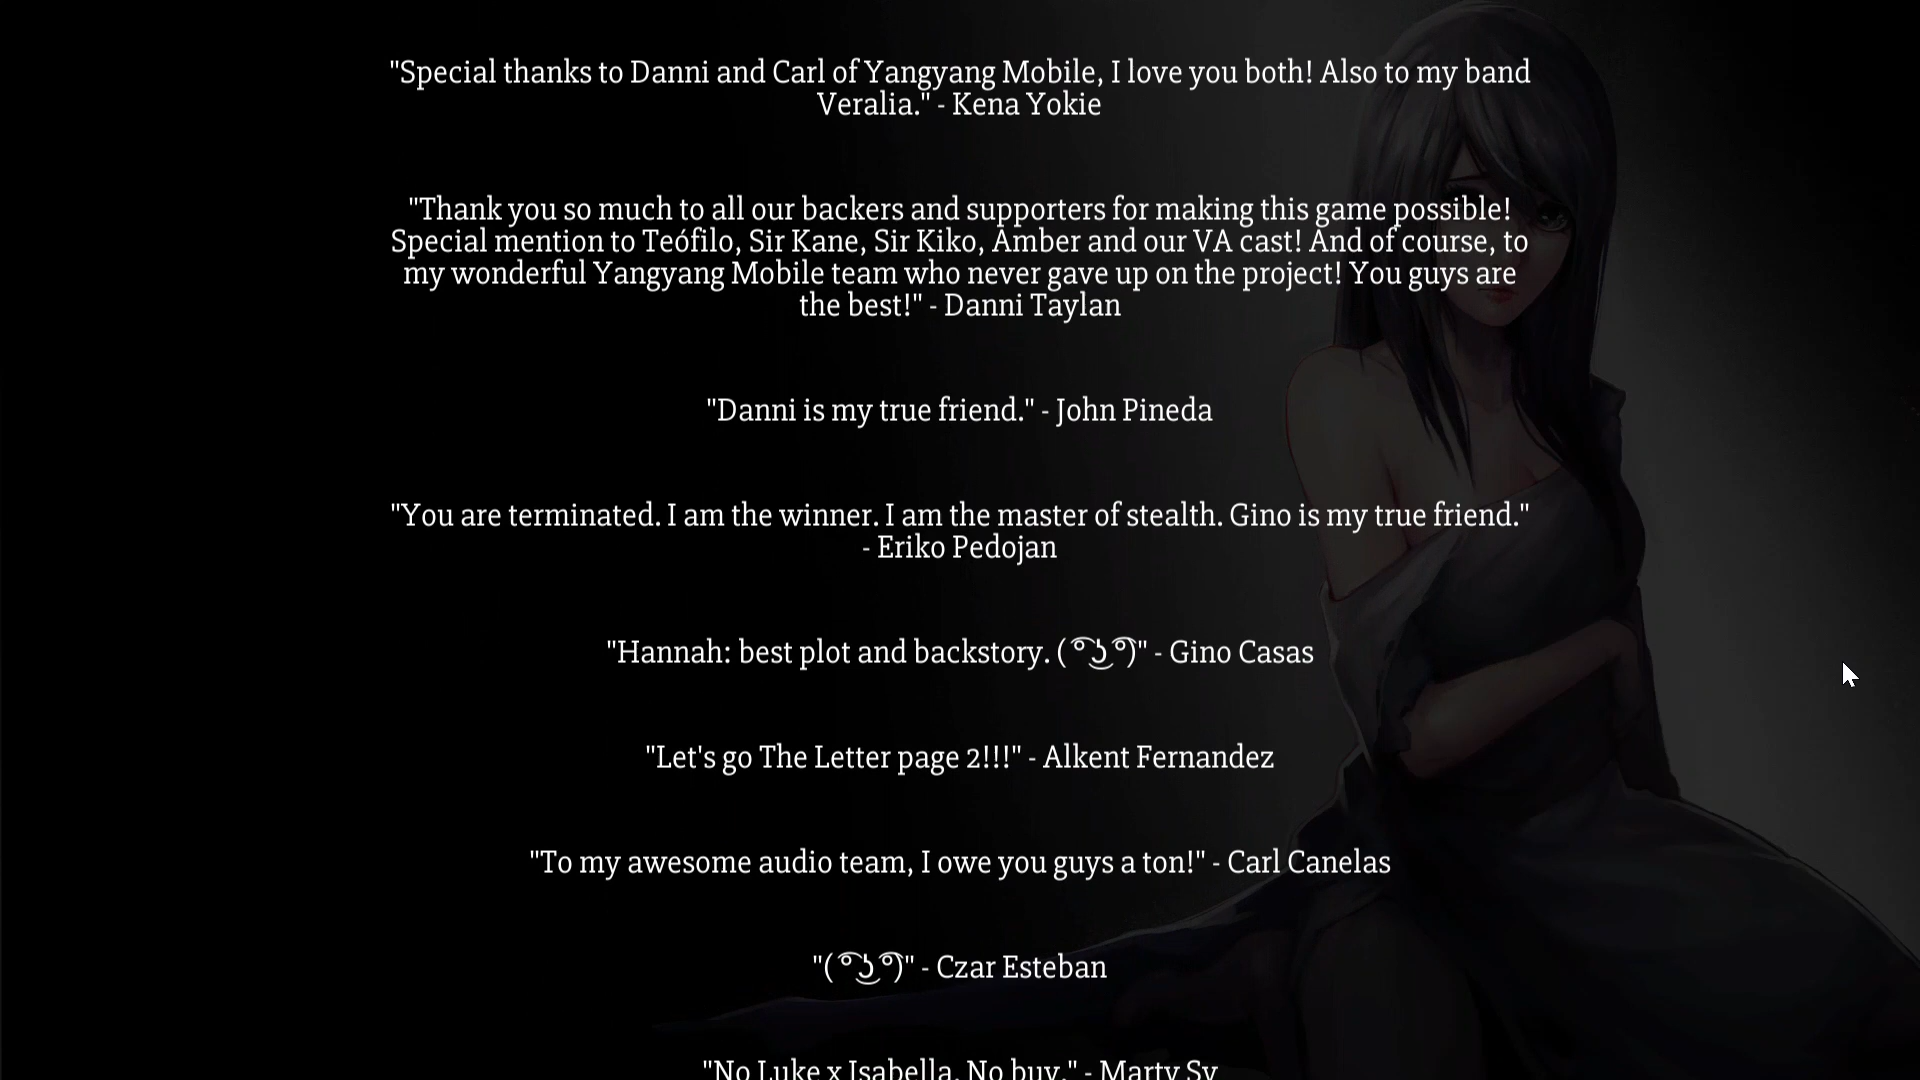 "Special thanks to Danni and Carl of Yangyang Mobile, I love you both! Also to my band
Veralia." - Kena Yokie
"Thank you so much to all our backers and supporters for making this game possible!
Special mention to Teófilo, Sir Kane, Sir Kiko, Amber and our VA cast! And of course, to
my wonderful Yangyang Mobile team who never gave up on the project! You guys are
the best!" - Danni Taylan
"Danni is my true friend." - John Pineda
"You are terminated. I am the winner. I am the master of stealth. Gino is my true friend."
- Eriko Pedojan
"Hannah: best plot and backstory. ( ͡° ͜ʖ ͡°)" - Gino Casas
"Let's go The Letter page 2!!!" - Alkent Fernandez
"To my awesome audio team, I owe you guys a ton!" - Carl Canelas
"( ͡° ͜ʖ ͡°)" - Czar Esteban
"No Luke x Isabella. No buy." - Marty Sy